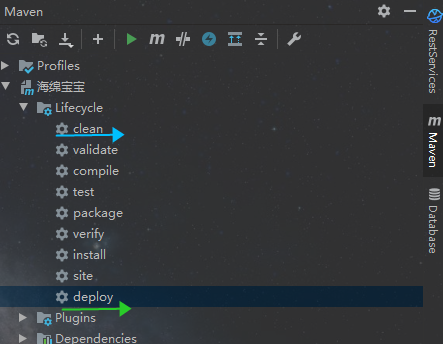 Maven
Profiles
海绵宝宝
Lifecycle
clean
validate
compile
test
package
verify
install
site
deploy
Plugins
Dependencies
RestServices
Maven
Database